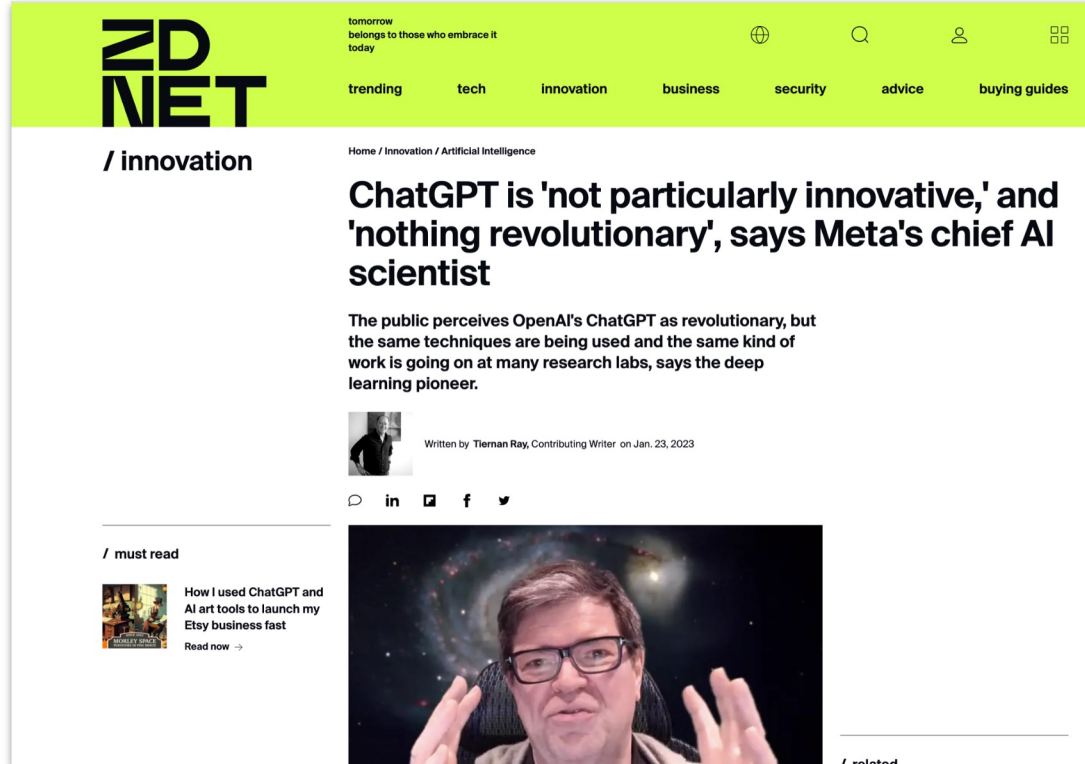 ZD
NET
tomorrow
belongs to those who embrace it
today
trending tech innovation business security advice buying guides
/ innovation
Home / Innovation / Artificial Intelligence
ChatGPT is 'not particularly innovative,' and
'nothing revolutionary', says Meta's chief AI
scientist
The public perceives OpenAI's ChatGPT as revolutionary, but
the same techniques are being used and the same kind of
work is going on at many research labs, says the deep
learning pioneer.
Written by Tiernan Ray, Contributing Writer on Jan. 23, 2023
/ must read
MORLEY SPACE
How I used ChatGPT and
AI art tools to launch my
Etsy business fast
Read now →
/ related